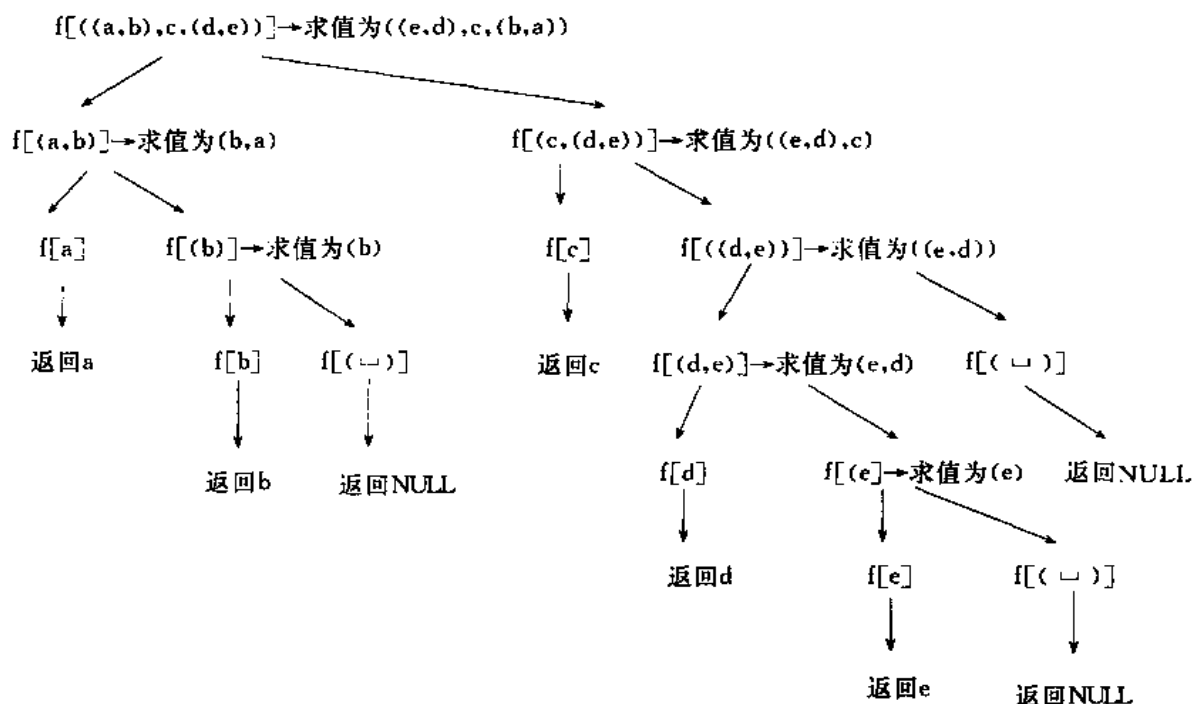 f[((a,b),c,(d,e))]→求值为((e,d),c,(b,a))
f[(a,b)]→求值为(b,a) f[(c,(d,e))]→求值为((e,d),c)
f[a] f[(b)]→求值为(b) f[c] f[((d,e))]→求值为((e,d))
返回a f[b] f[(⌴)] 返回c f[(d,e)]→求值为(e,d) f[(⌴)]
返回b 返回NULL f[d] f[(e]→求值为(e) 返回NULL
返回d f[e] f[(⌴)]
返回e 返回NULL